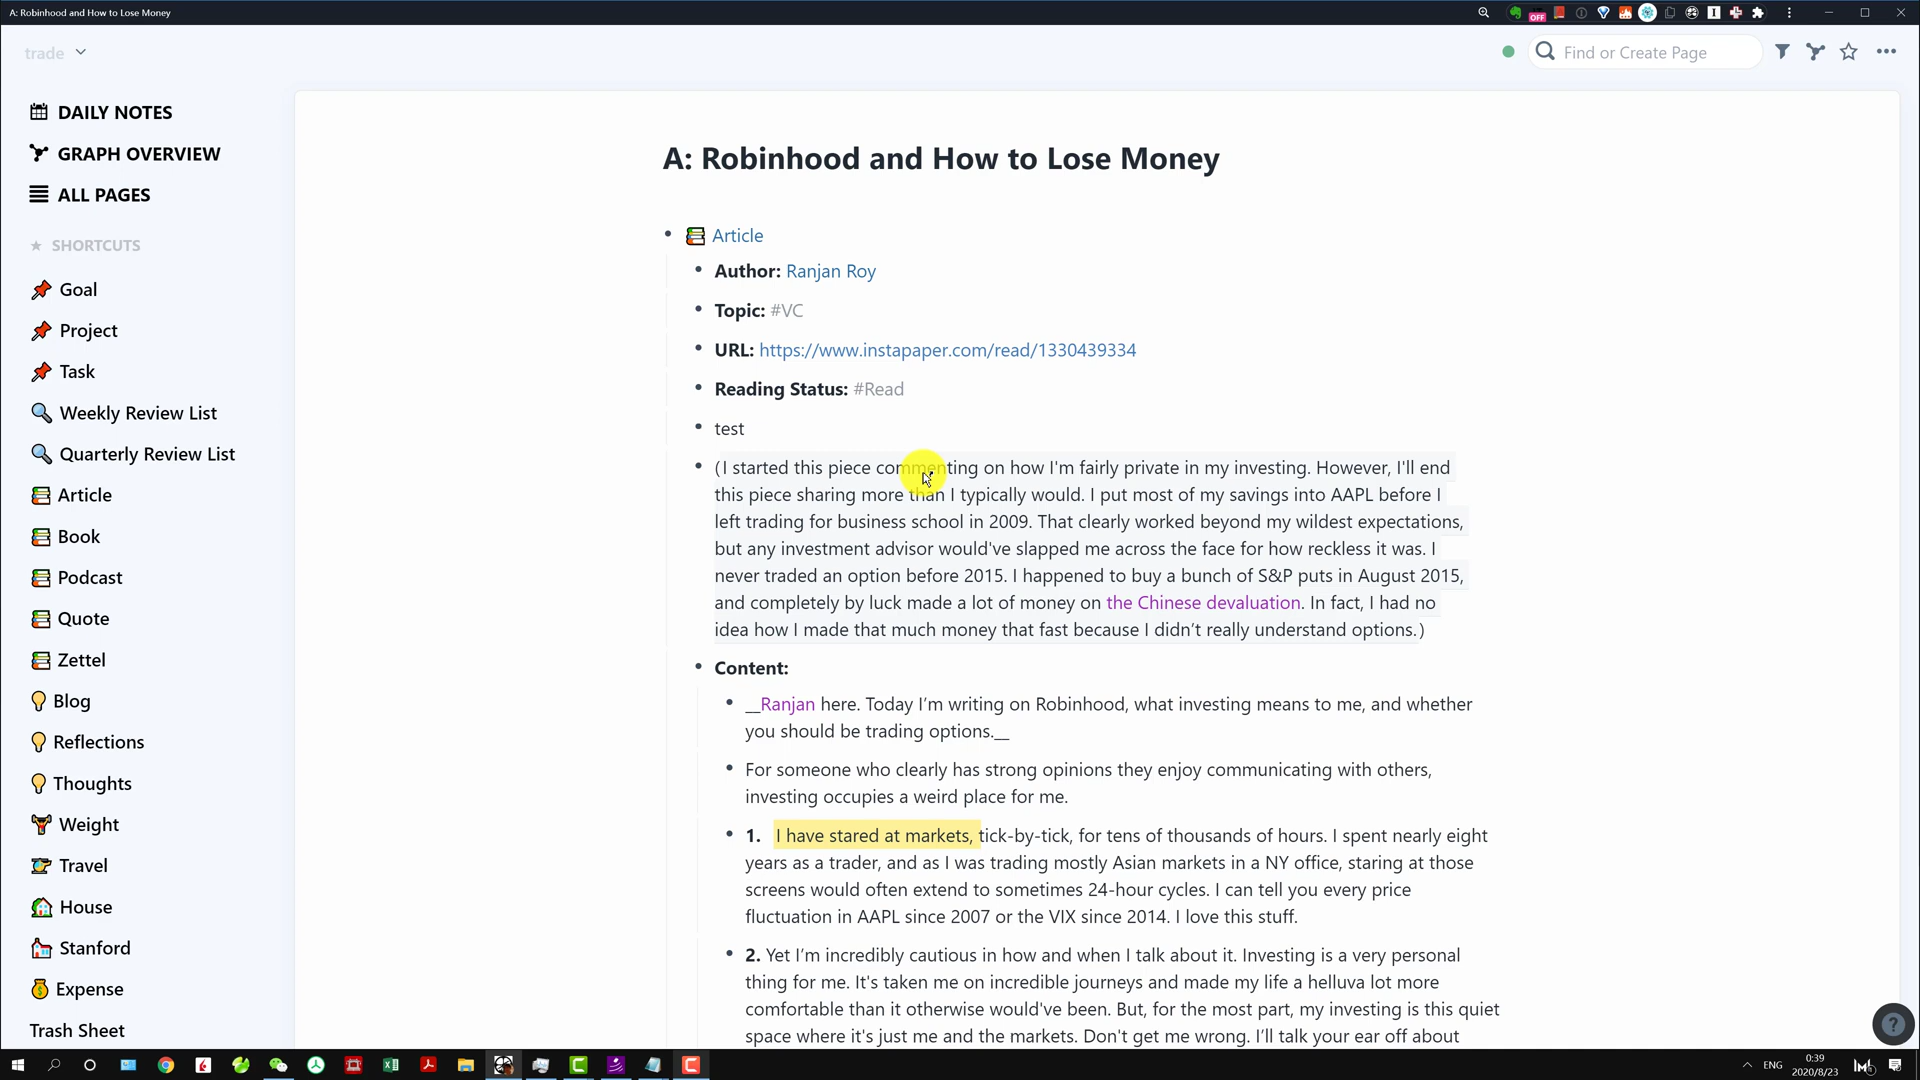 A: Robinhood and How to Lose Money
OFF
trade
Find or Create Page
DAILY NOTES
GRAPH OVERVIEW
ALL PAGES
SHORTCUTS
Goal
Project
Task
Weekly Review List
Quarterly Review List
Article
Book
Podcast
Quote
Zettel
Blog
Reflections
Thoughts
Weight
Travel
House
Stanford
Expense
Trash Sheet
A: Robinhood and How to Lose Money
Article
Author: Ranjan Roy
Topic: #VC
URL: https://www.instapaper.com/read/1330439334
Reading Status: #Read
test
(I started this piece commenting on how I'm fairly private in my investing. However, I'll end
this piece sharing more than I typically would. I put most of my savings into AAPL before I
left trading for business school in 2009. That clearly worked beyond my wildest expectations,
but any investment advisor would've slapped me across the face for how reckless it was. I
never traded an option before 2015. I happened to buy a bunch of S&P puts in August 2015,
and completely by luck made a lot of money on the Chinese devaluation. In fact, I had no
idea how I made that much money that fast because I didn’t really understand options.)
Content:
__Ranjan here. Today I’m writing on Robinhood, what investing means to me, and whether
you should be trading options.__
For someone who clearly has strong opinions they enjoy communicating with others,
investing occupies a weird place for me.
1. I have stared at markets, tick-by-tick, for tens of thousands of hours. I spent nearly eight
years as a trader, and as I was trading mostly Asian markets in a NY office, staring at those
screens would often extend to sometimes 24-hour cycles. I can tell you every price
fluctuation in AAPL since 2007 or the VIX since 2014. I love this stuff.
2. Yet I’m incredibly cautious in how and when I talk about it. Investing is a very personal
thing for me. It's taken me on incredible journeys and made my life a helluva lot more
comfortable than it otherwise would've been. But, for the most part, my investing is this quiet
space where it's just me and the markets. Don't get me wrong. I’ll talk your ear off about
ENG
0:39
2020/8/23